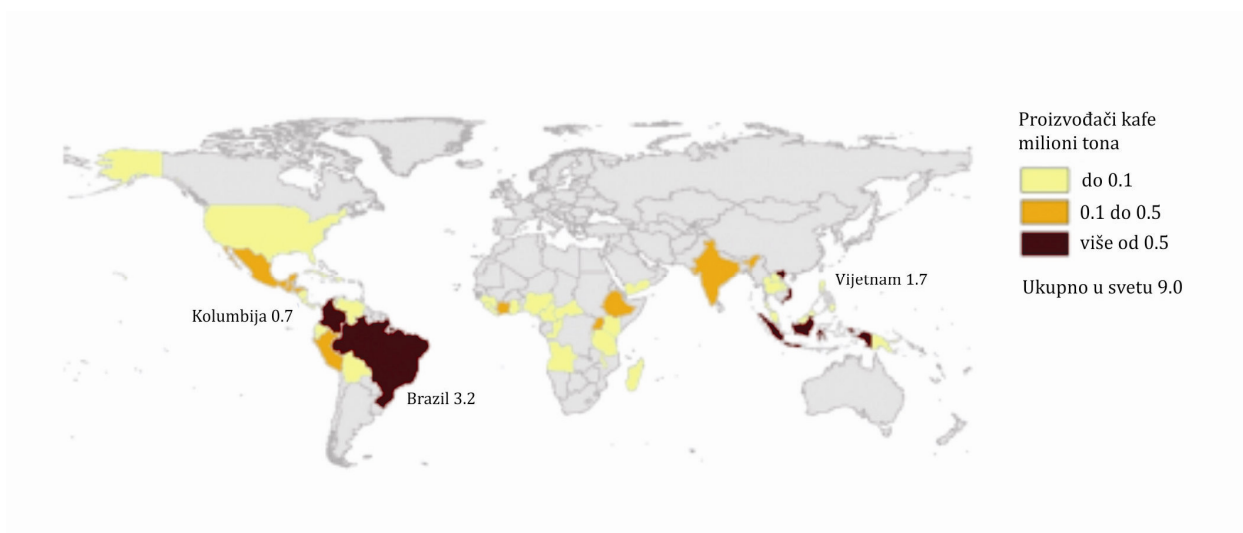 Proizvođači kafe
milioni tona
do 0.1
0.1 do 0.5
više od 0.5
Ukupno u svetu 9.0
Vijetnam 1.7
Kolumbija 0.7
Brazil 3.2